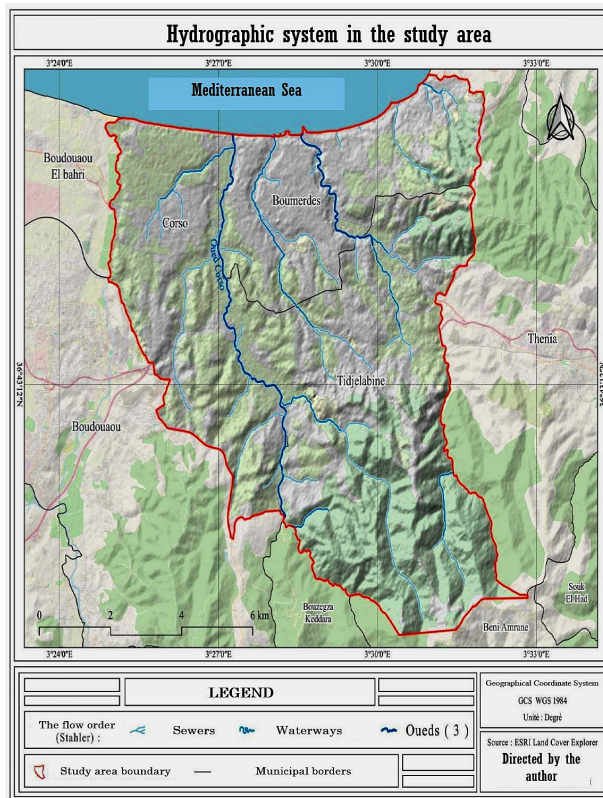 Hydrographic system in the study area
3°24'0"E 3°27'0"E 3°30'0"E 3°33'0"E
Mediterranean Sea
Boudouaou
El bahri
Corso
Boumerdes
Oued Corso
Thenia
36°43'12"N
Tidjelabine
Boudouaou
Souk
El Had
Bouzegza
Keddara
Beni Amrane
0 2 4 6 km
3°24'0"E 3°27'0"E 3°30'0"E 3°33'0"E
LEGEND
The flow order
(Stahler) :
Sewers
Waterways
Oueds ( 3 )
Study area boundary
Municipal borders
Geographical Coordinate System
GCS WGS 1984
Unité : Degré
Source : ESRI Land Cover Explorer
Directed by the
author